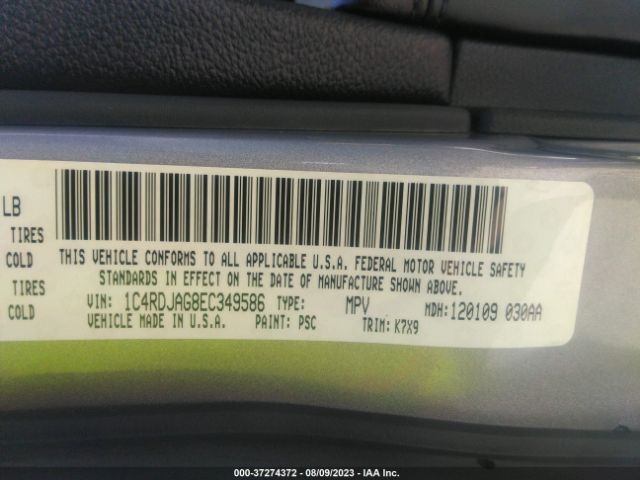 LB
TIRES
COLD
TIRES
COLD
THIS VEHICLE CONFORMS TO ALL APPLICABLE U.S.A. FEDERAL MOTOR VEHICLE SAFETY
STANDARDS IN EFFECT ON THE DATE OF MANUFACTURE SHOWN ABOVE.
VIN: 1C4RDJAG8EC349586 TYPE: MPV MDH: 120109 030AA
VEHICLE MADE IN U.S.A. PAINT: PSC TRIM: K7X9
000-37274372 - 08/09/2023 - IAA Inc.